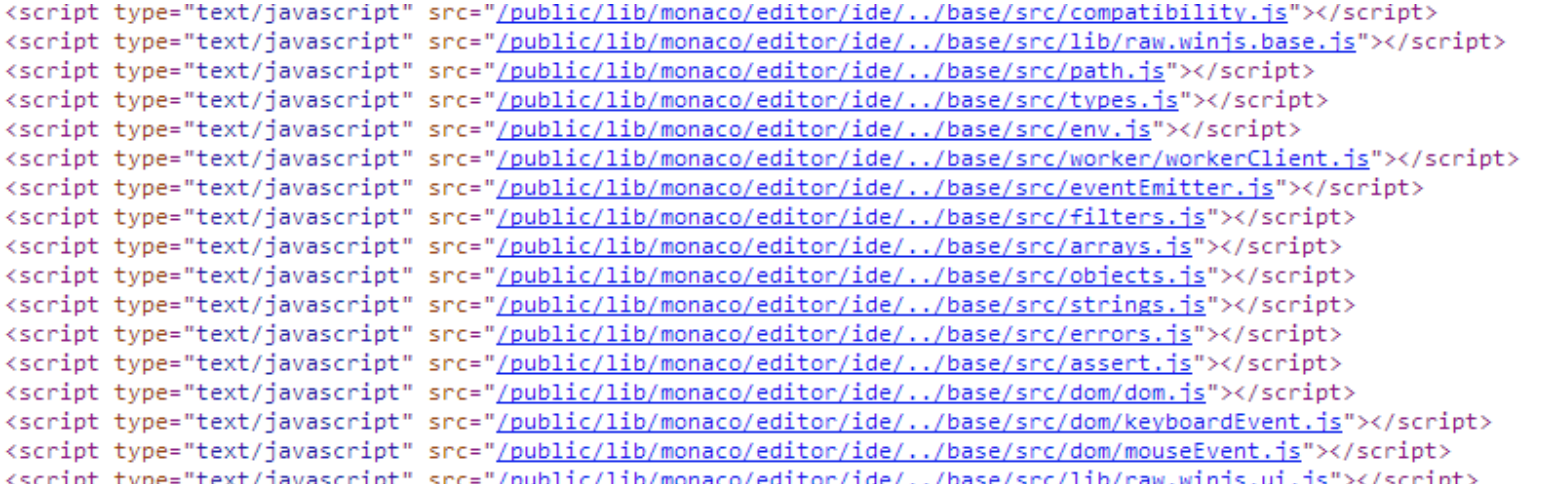 <script type="text/javascript" src="/public/lib/monaco/editor/ide/../base/src/compatibility.js"></script>
<script type="text/javascript" src="/public/lib/monaco/editor/ide/../base/src/lib/raw.winjs.base.js"></script>
<script type="text/javascript" src="/public/lib/monaco/editor/ide/../base/src/path.js"></script>
<script type="text/javascript" src="/public/lib/monaco/editor/ide/../base/src/types.js"></script>
<script type="text/javascript" src="/public/lib/monaco/editor/ide/../base/src/env.js"></script>
<script type="text/javascript" src="/public/lib/monaco/editor/ide/../base/src/worker/workerClient.js"></script>
<script type="text/javascript" src="/public/lib/monaco/editor/ide/../base/src/eventEmitter.js"></script>
<script type="text/javascript" src="/public/lib/monaco/editor/ide/../base/src/filters.js"></script>
<script type="text/javascript" src="/public/lib/monaco/editor/ide/../base/src/arrays.js"></script>
<script type="text/javascript" src="/public/lib/monaco/editor/ide/../base/src/objects.js"></script>
<script type="text/javascript" src="/public/lib/monaco/editor/ide/../base/src/strings.js"></script>
<script type="text/javascript" src="/public/lib/monaco/editor/ide/../base/src/errors.js"></script>
<script type="text/javascript" src="/public/lib/monaco/editor/ide/../base/src/assert.js"></script>
<script type="text/javascript" src="/public/lib/monaco/editor/ide/../base/src/dom/dom.js"></script>
<script type="text/javascript" src="/public/lib/monaco/editor/ide/../base/src/dom/keyboardEvent.js"></script>
<script type="text/javascript" src="/public/lib/monaco/editor/ide/../base/src/dom/mouseEvent.js"></script>
<script type="text/javascript" src="/public/lib/monaco/editor/ide/../base/src/lib/raw.winjs.ui.js"></script>